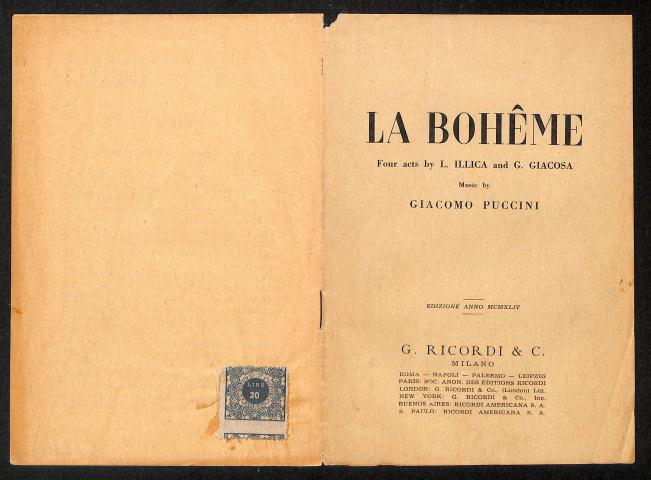 LIRE
20
LA BOHÊME
Four acts by L. ILLICA and G. GIACOSA
Music by
GIACOMO PUCCINI
EDIZIONE ANNO MCMXLIV
G. RICORDI & C.
MILANO
ROMA — NAPOLI — PALERMO — LEIPZIG
PARIS: SOC. ANON. DES ÉDITIONS RICORDI
LONDON: G. RICORDI & Co., (London) Ltd.
NEW YORK: G. RICORDI & Co., Inc.
BUENOS AIRES: RICORDI AMERICANA S. A.
S. PAULO: RICORDI AMERICANA S. A.